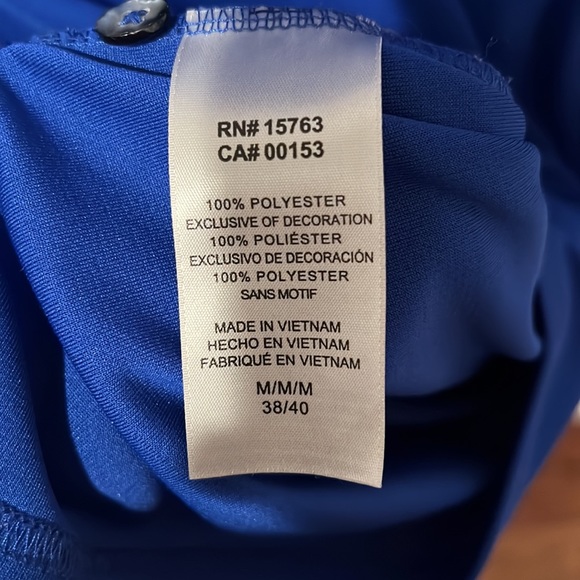 RN# 15763
CA# 00153
100% POLYESTER
EXCLUSIVE OF DECORATION
100% POLIÉSTER
EXCLUSIVO DE DECORACIÓN
100% POLYESTER
SANS MOTIF
MADE IN VIETNAM
HECHO EN VIETNAM
FABRIQUÉ EN VIETNAM
M/M/M
38/40